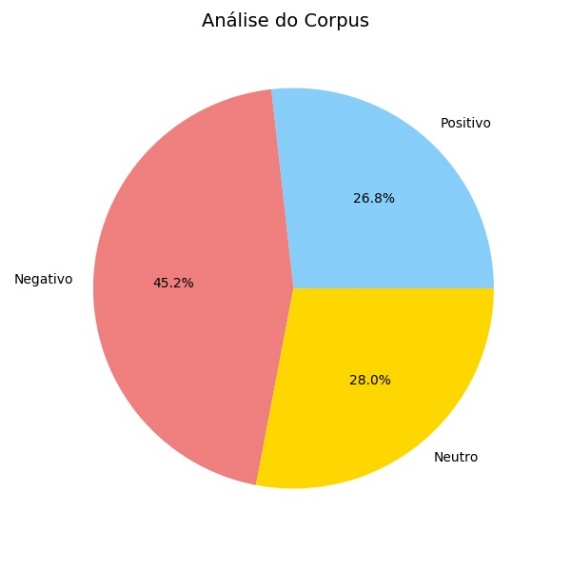 Análise do Corpus
Positivo
26.8%
Negativo
45.2%
28.0%
Neutro